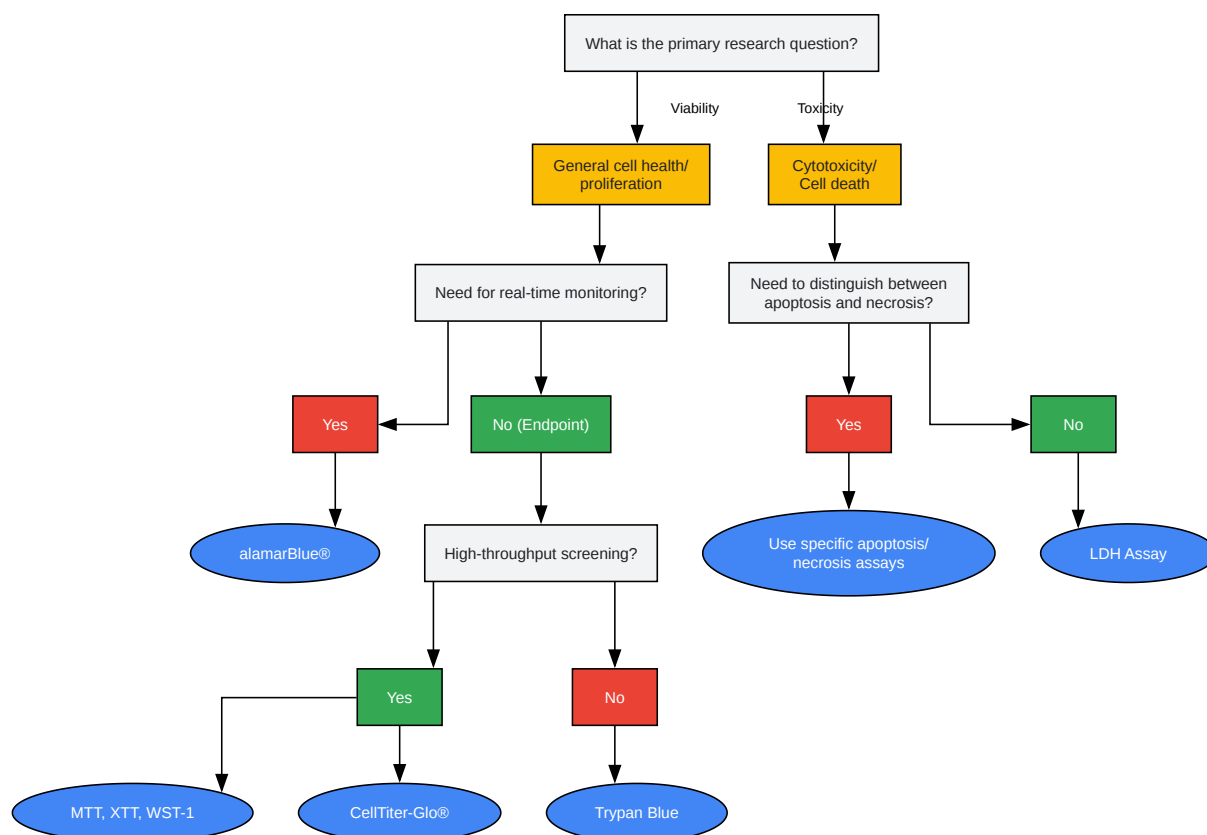 What is the primary research question?
Viability
Toxicity
General cell health/
proliferation
Cytotoxicity/
Cell death
Need for real-time monitoring?
Need to distinguish between
apoptosis and necrosis?
Yes
No (Endpoint)
Yes
No
alamarBlue®
High-throughput screening?
Use specific apoptosis/
necrosis assays
LDH Assay
Yes
No
MTT, XTT, WST-1
CellTiter-Glo®
Trypan Blue